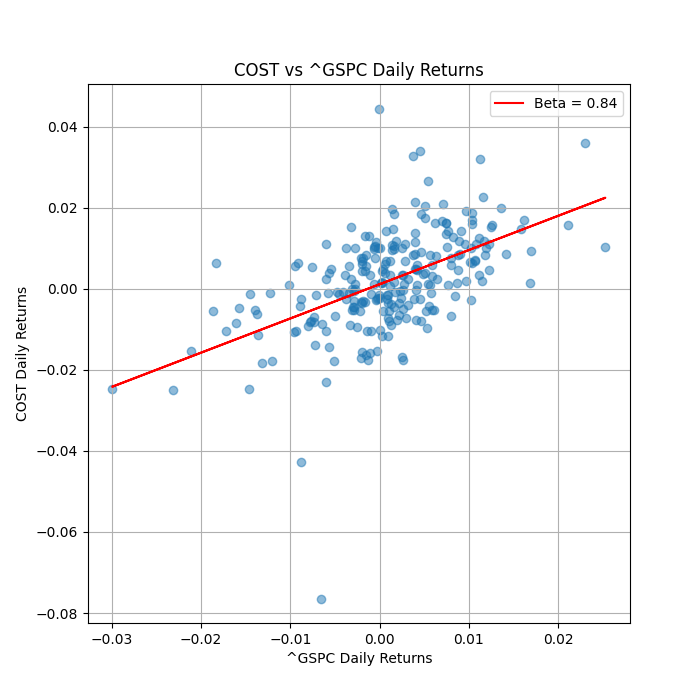 COST vs ^GSPC Daily Returns
Beta = 0.84
0.04
0.02
0.00
−0.02
−0.04
−0.06
−0.08
COST Daily Returns
−0.03 −0.02 −0.01 0.00 0.01 0.02
^GSPC Daily Returns